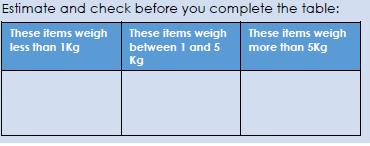 Estimate and check before you complete the table:
These items weigh less than 1Kg
These items weigh between 1 and 5 Kg
These items weigh more than 5Kg